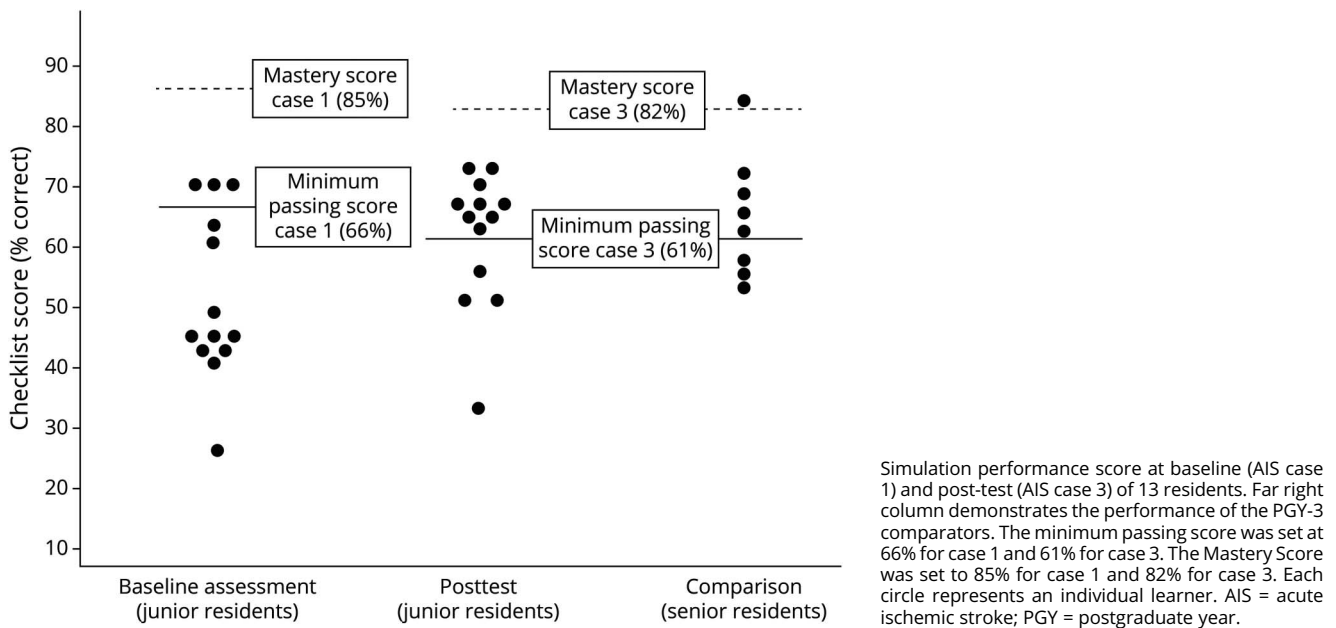 Checklist score (% correct)
90
80
70
60
50
40
30
20
10
Mastery score
case 1 (85%)
Minimum
passing score
case 1 (66%)
Mastery score
case 3 (82%)
Minimum passing
score case 3 (61%)
Baseline assessment
(junior residents)
Posttest
(junior residents)
Comparison
(senior residents)
Simulation performance score at baseline (AIS case
1) and post-test (AIS case 3) of 13 residents. Far right
column demonstrates the performance of the PGY-3
comparators. The minimum passing score was set at
66% for case 1 and 61% for case 3. The Mastery Score
was set to 85% for case 1 and 82% for case 3. Each
circle represents an individual learner. AIS = acute
ischemic stroke; PGY = postgraduate year.